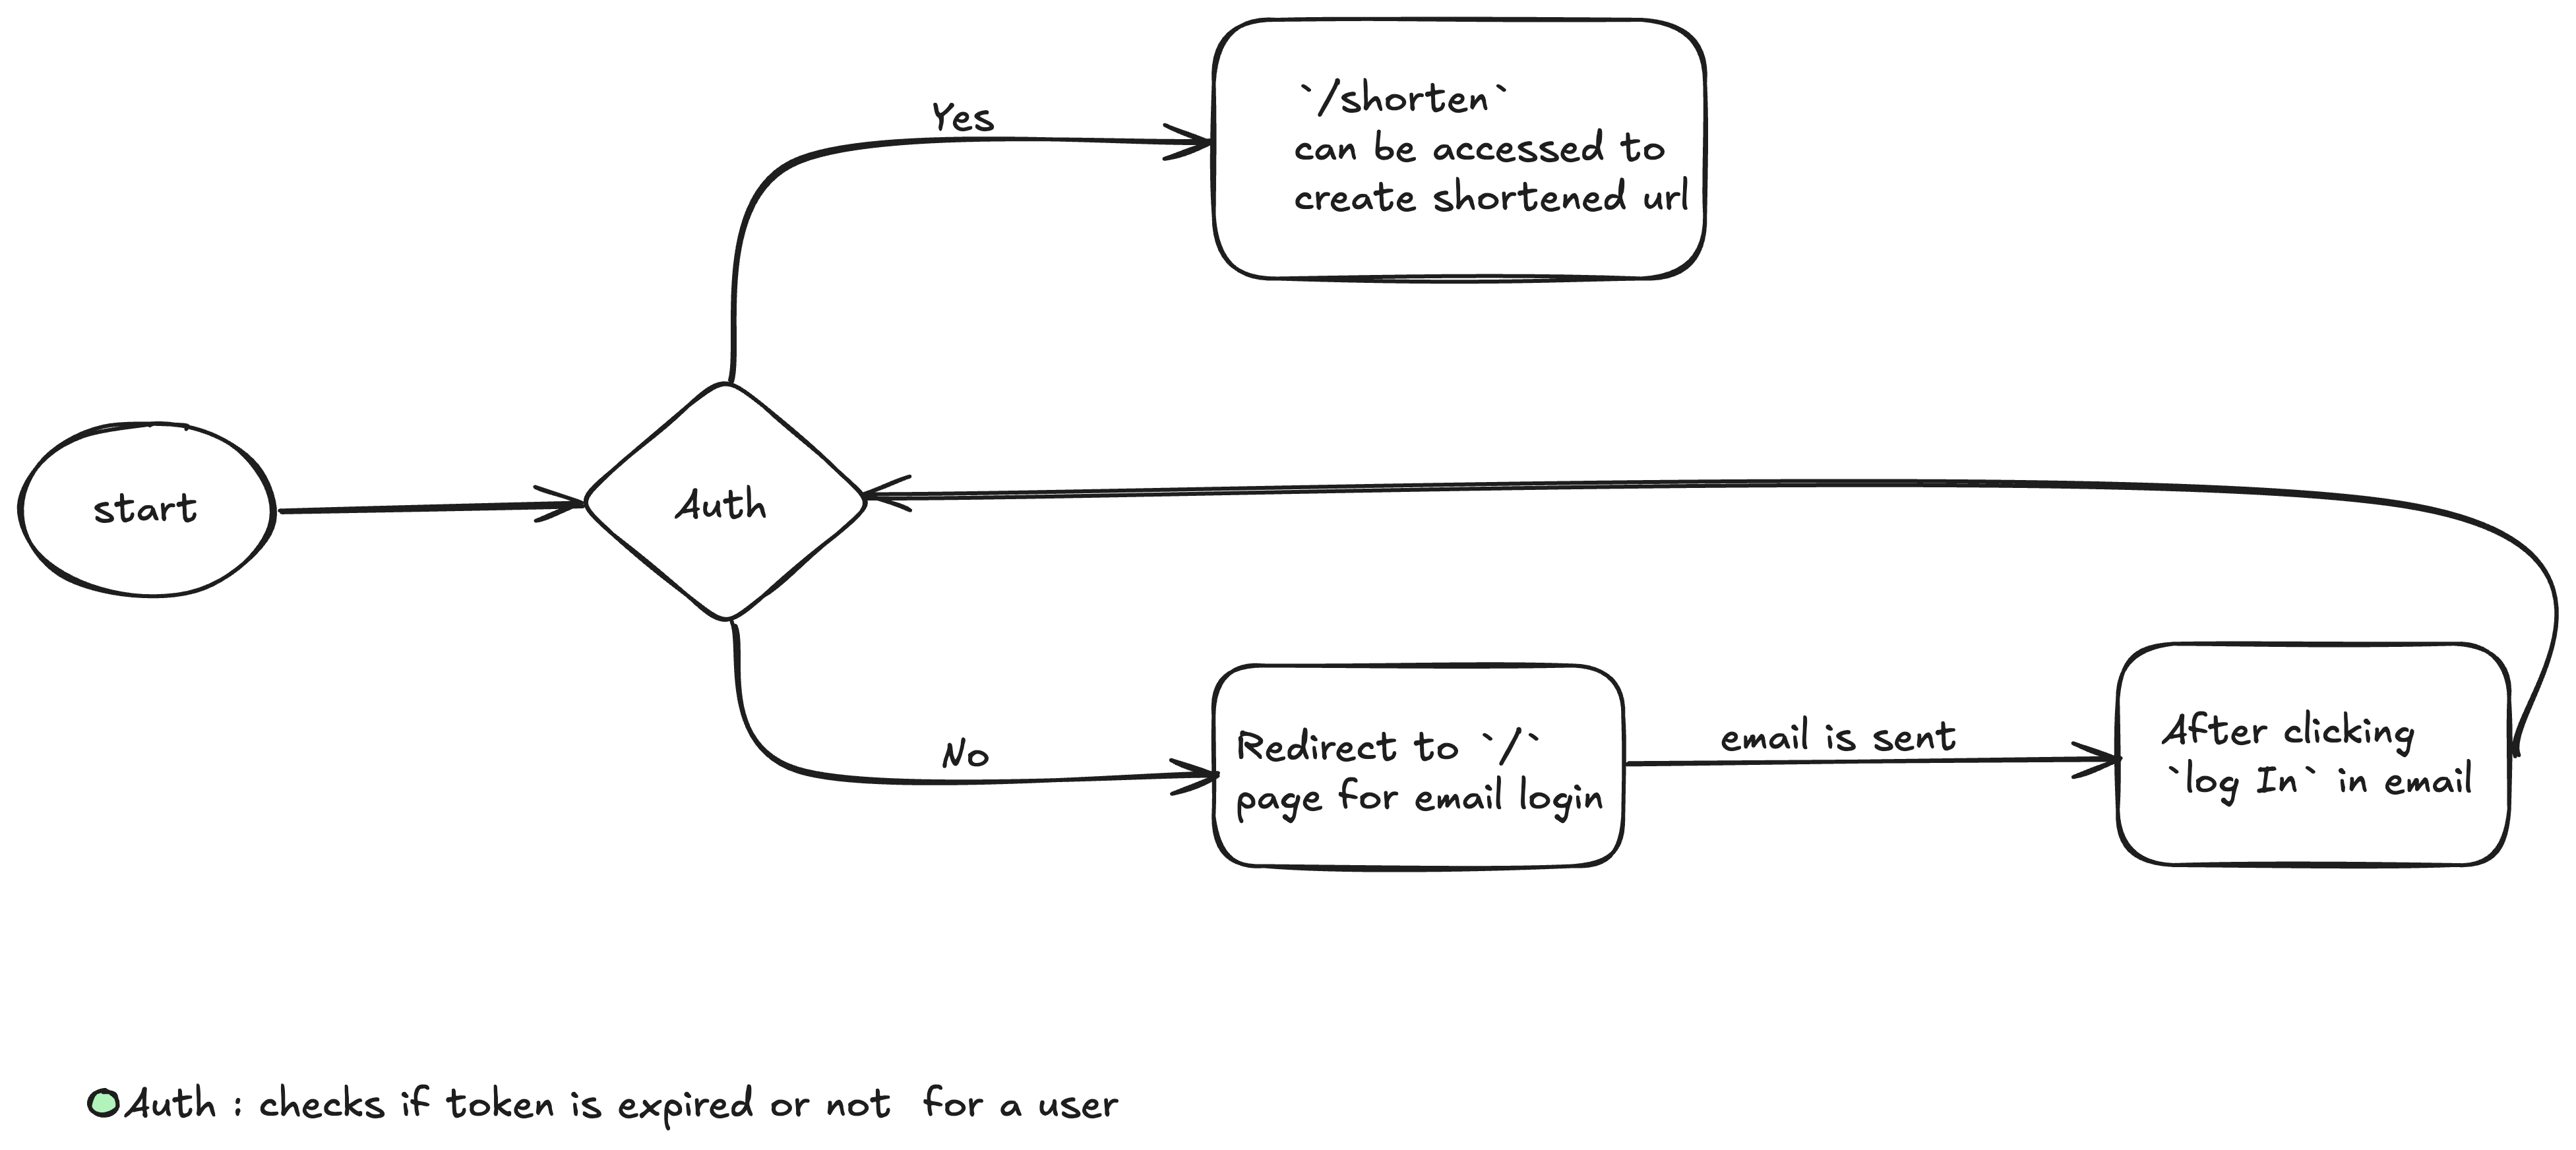 Yes
`/shorten`
can be accessed to
create shortened url
start
Auth
No
Redirect to `/`
page for email login
email is sent
After clicking
`log In` in email
Auth : checks if token is expired or not for a user